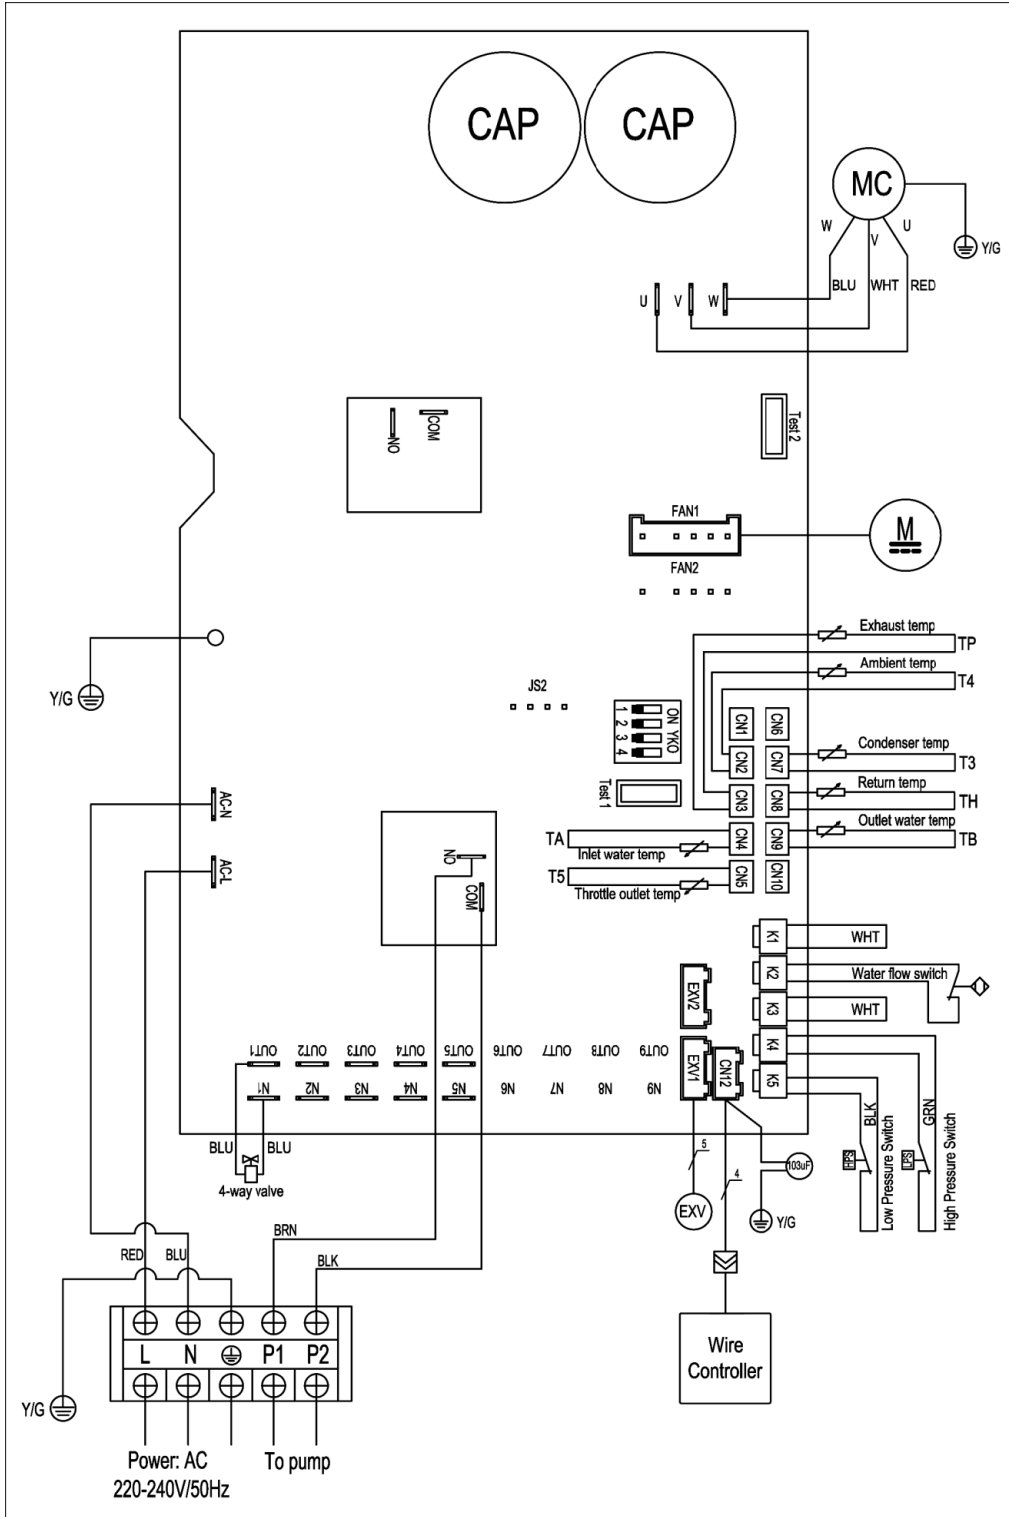 CAP
CAP
MC
W
V
U
Y/G
BLU
WHT
RED
U
V
W
NO
COM
Test 2
FAN1
M
FAN2
Exhaust temp
TP
Ambient temp
T4
Y/G
JS2
1
2
3
4
ON YKO
CN1
CN6
CN2
CN7
Condenser temp
T3
Test 1
CN3
CN8
Return temp
TH
AC-N
Outlet water temp
TA
CN4
CN9
TB
Inlet water temp
NO
AC-L
COM
T5
CN5
CN10
Throttle outlet temp
K1
WHT
K2
Water flow switch
EXV2
K3
WHT
K4
OUT1
OUT2
OUT3
OUT4
OUT5
OUT6
OUT7
OUT8
OUT9
EXV1
CN12
K5
N1
N2
N3
N4
N5
N6
N7
N8
N9
BLK
GRN
BLU
BLU
5
4
103uF
HPS
LPS
Low Pressure Switch
High Pressure Switch
4-way valve
EXV
Y/G
BRN
RED
BLU
BLK
L
N
P1
P2
Wire
Controller
Y/G
Power: AC
To pump
220-240V/50Hz